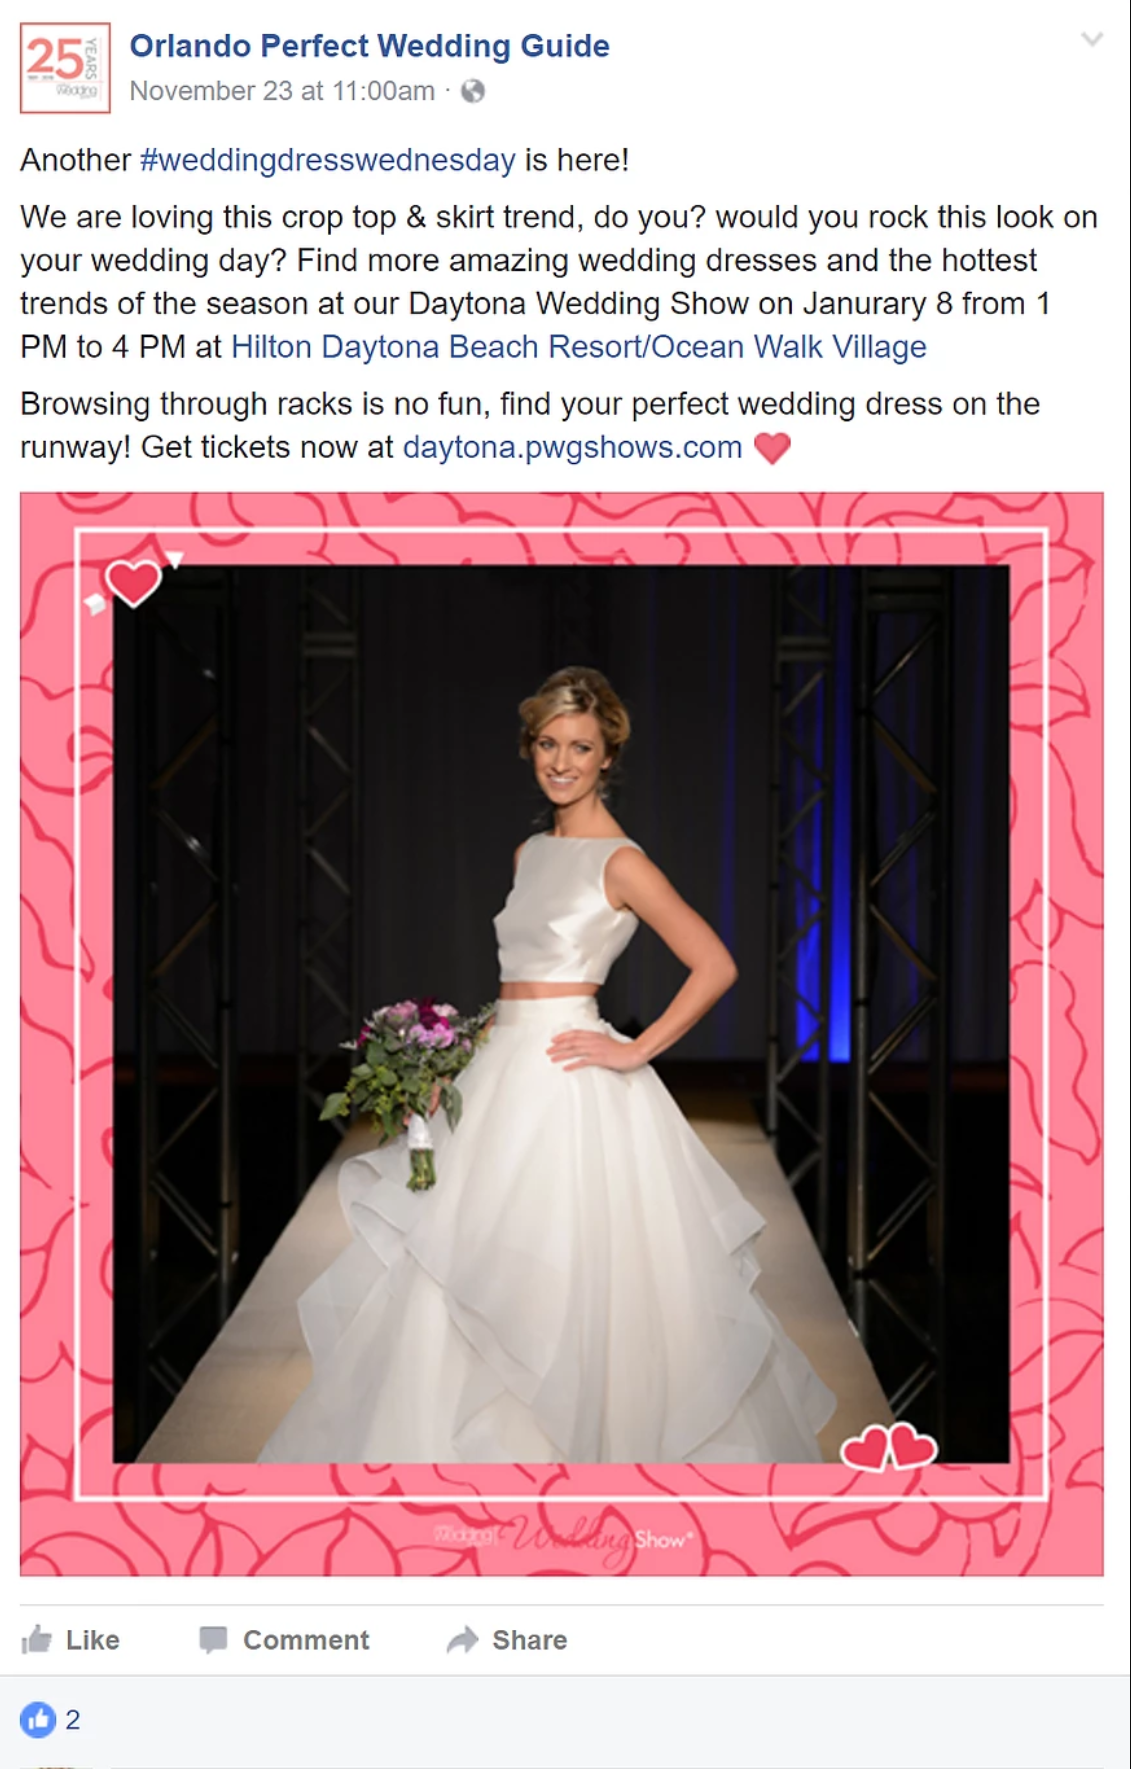 25
YEARS
Wedding
Orlando Perfect Wedding Guide
November 23 at 11:00am ·
Another #weddingdresswednesday is here!
We are loving this crop top & skirt trend, do you? would you rock this look on
your wedding day? Find more amazing wedding dresses and the hottest
trends of the season at our Daytona Wedding Show on Janurary 8 from 1
PM to 4 PM at Hilton Daytona Beach Resort/Ocean Walk Village
Browsing through racks is no fun, find your perfect wedding dress on the
runway! Get tickets now at daytona.pwgshows.com
Wedding Wedding Show
Like Comment Share
2